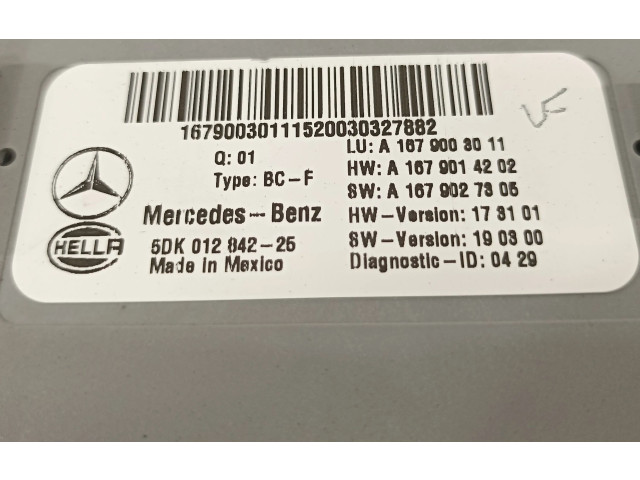 16790030111520030327882
Q: 01
Type: BC-F
Mercedes-Benz
HELLA
5DK 012 842-25
Made in Mexico
LU: A 167 900 30 11
HW: A 167 901 42 02
SW: A 167 902 73 05
HW-Version: 17 31 01
SW-Version: 19 03 00
Diagnostic-ID: 04 29